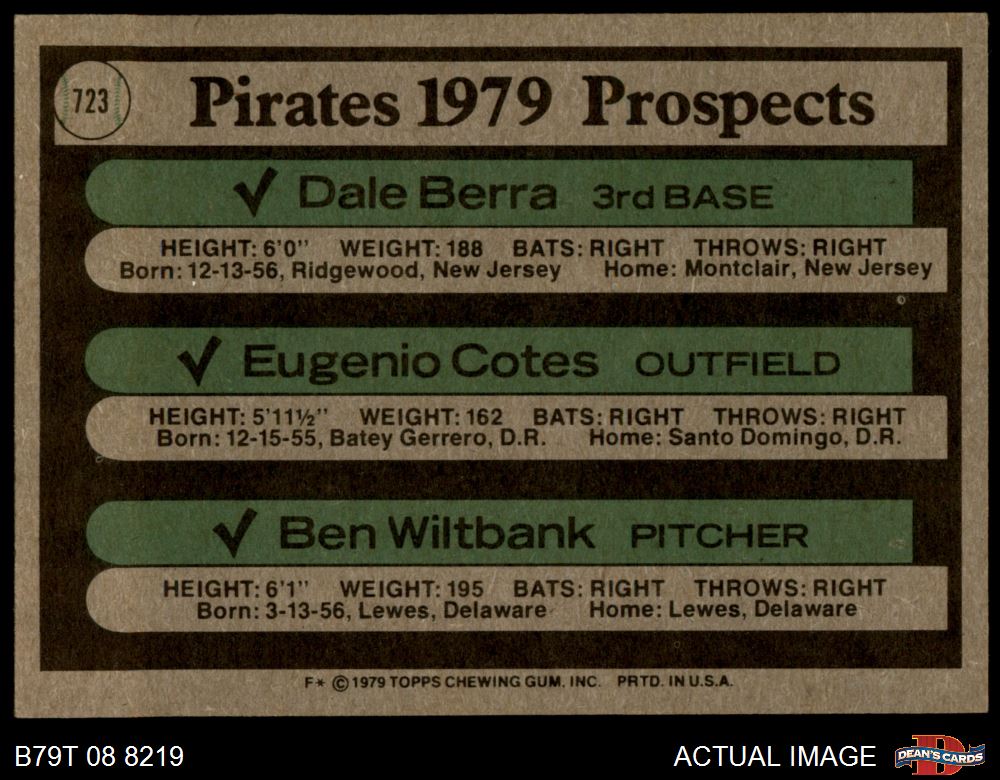 723
Pirates 1979 Prospects
✓ Dale Berra 3rd BASE
HEIGHT: 6'0" WEIGHT: 188 BATS: RIGHT THROWS: RIGHT
Born: 12-13-56, Ridgewood, New Jersey Home: Montclair, New Jersey
✓ Eugenio Cotes OUTFIELD
HEIGHT: 5'11½" WEIGHT: 162 BATS: RIGHT THROWS: RIGHT
Born: 12-15-55, Batey Gerrero, D.R. Home: Santo Domingo, D.R.
✓ Ben Wiltbank PITCHER
HEIGHT: 6'1" WEIGHT: 195 BATS: RIGHT THROWS: RIGHT
Born: 3-13-56, Lewes, Delaware Home: Lewes, Delaware
F* © 1979 TOPPS CHEWING GUM, INC. PRTD. IN U.S.A.
B79T 08 8219
ACTUAL IMAGE
D
DEAN'S CARDS